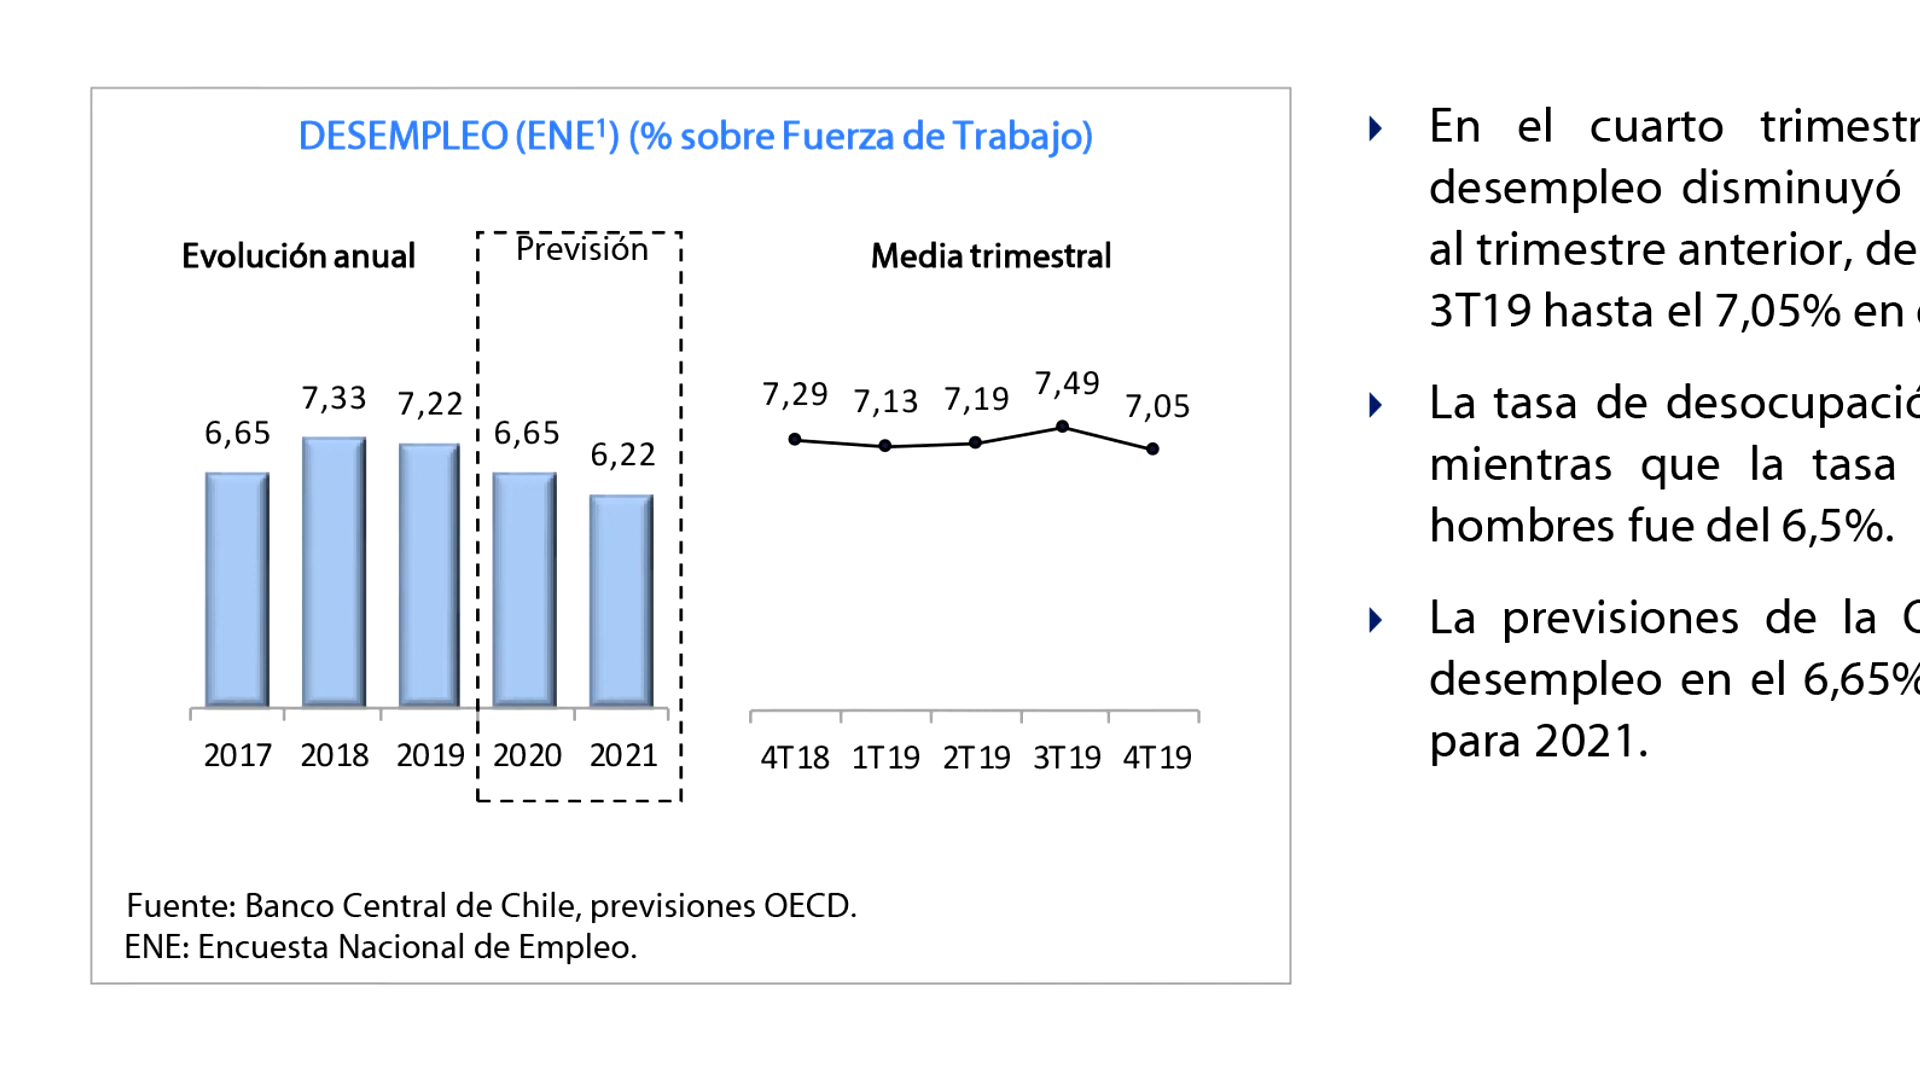 DESEMPLEO (ENE¹) (% sobre Fuerza de Trabajo)
Evolución anual
Previsión
6,65
7,33
7,22
6,65
6,22
2017
2018
2019
2020
2021
Media trimestral
7,29
7,13
7,19
7,49
7,05
4T18
1T19
2T19
3T19
4T19
Fuente: Banco Central de Chile, previsiones OECD.
ENE: Encuesta Nacional de Empleo.
En el cuarto
desempleo disminuyó
al trimestre anterior,
3T19 hasta el 7,05% en
La tasa de
mientras que la tasa
hombres fue del 6,5%.
La previsiones de la
desempleo en el 6,65%
para 2021.